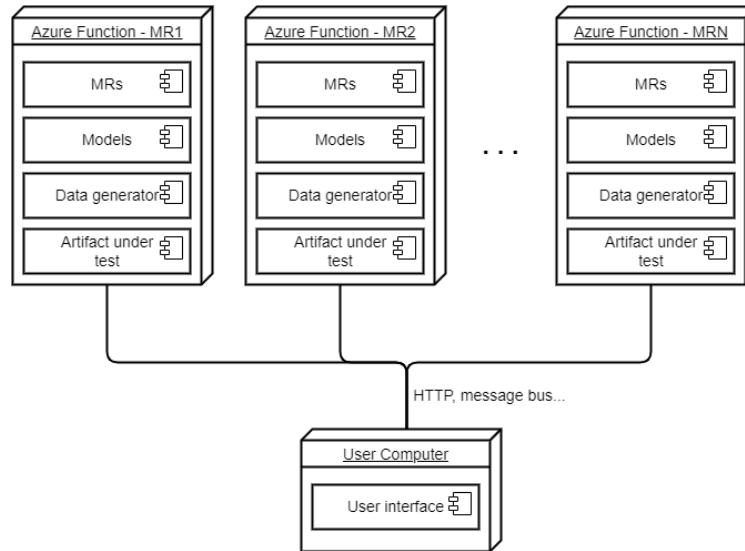 Azure Function - MR1
MRs
Models
Data generator
Artifact under
test
Azure Function - MR2
MRs
Models
Data generator
Artifact under
test
. . .
Azure Function - MRN
MRs
Models
Data generator
Artifact under
test
HTTP, message bus...
User Computer
User interface